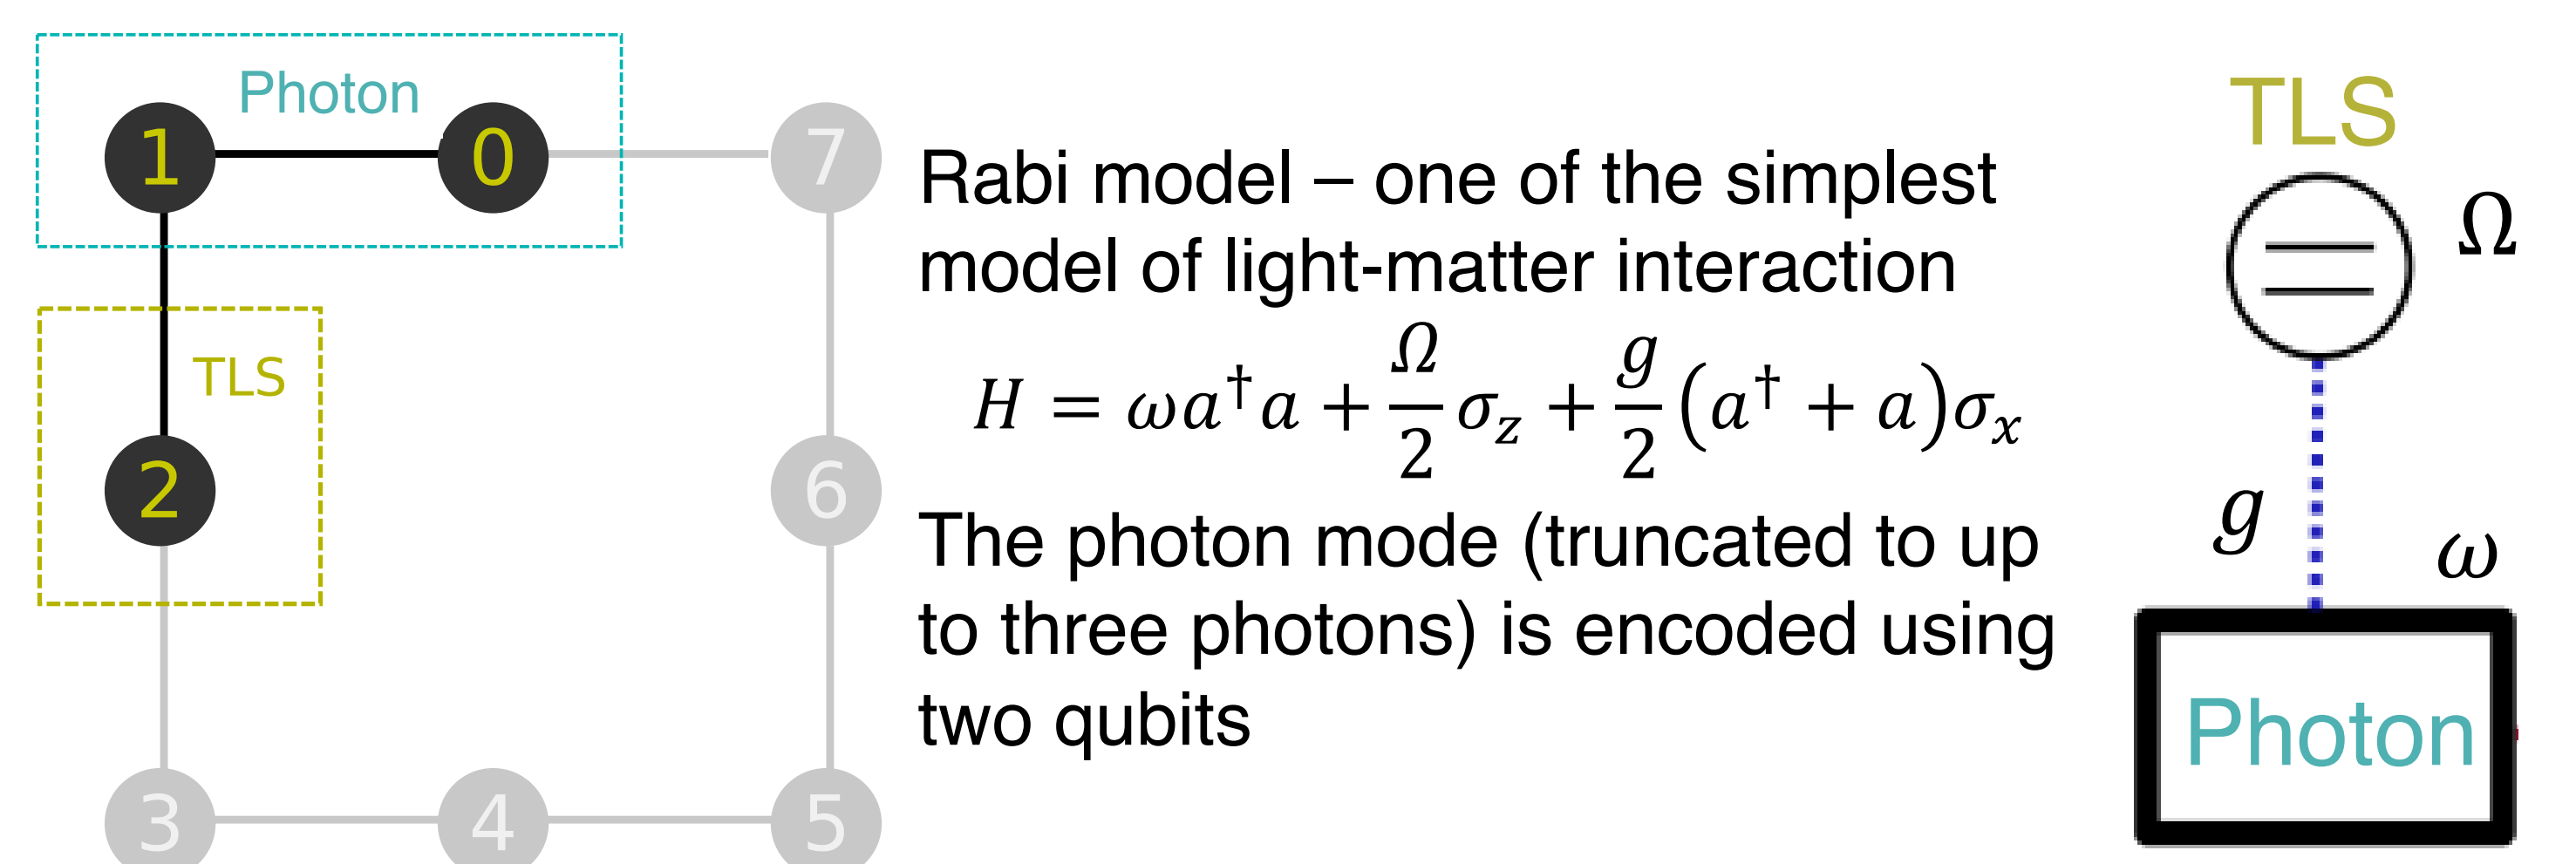 Photon
1
0
7
TLS
2
6
3
4
5
Rabi model – one of the simplest
model of light-matter interaction
H = ωa†a + Ω/2 σz + g/2 (a† + a)σx
The photon mode (truncated to up
to three photons) is encoded using
two qubits
TLS
Ω
g
ω
Photon